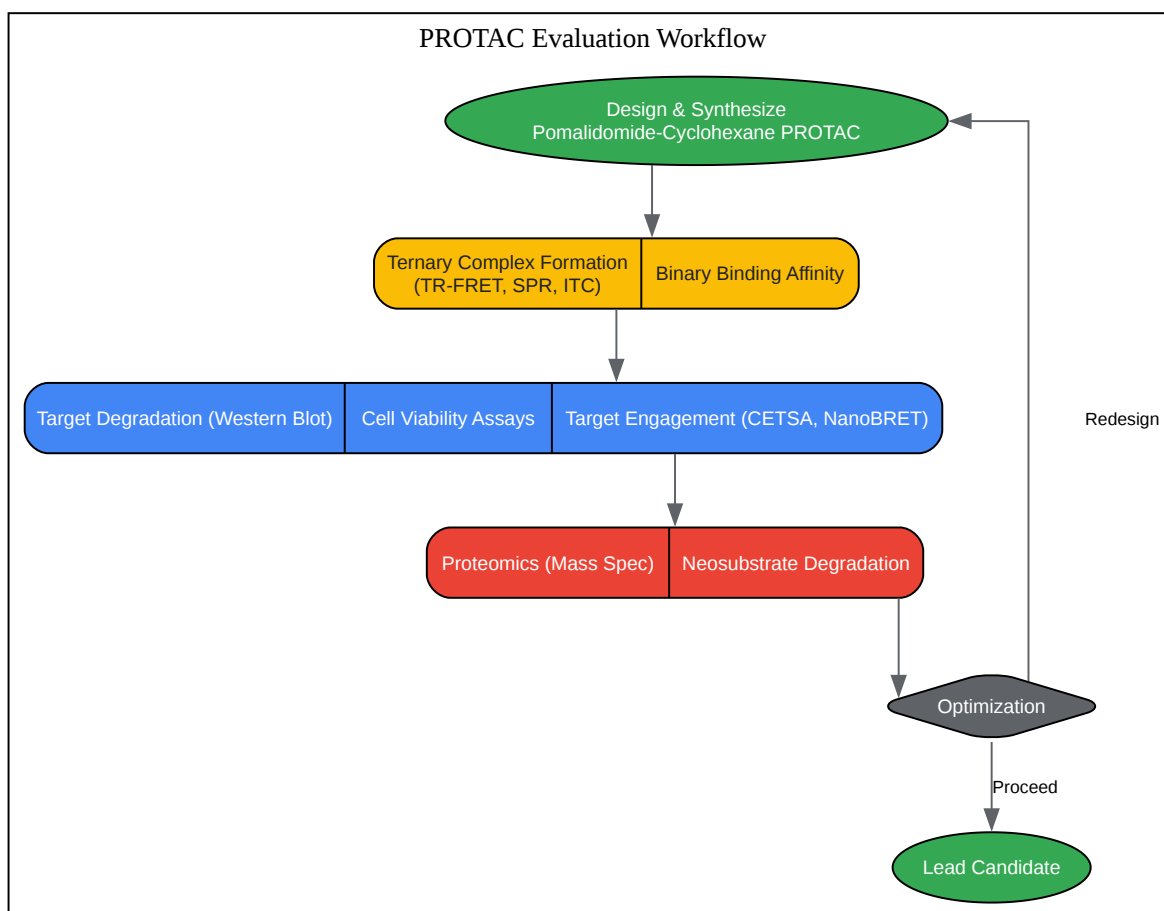 PROTAC Evaluation Workflow
Design & Synthesize
Pomalidomide-Cyclohexane PROTAC
Ternary Complex Formation
(TR-FRET, SPR, ITC)
Binary Binding Affinity
Target Degradation (Western Blot)
Cell Viability Assays
Target Engagement (CETSA, NanoBRET)
Redesign
Proteomics (Mass Spec)
Neosubstrate Degradation
Optimization
Proceed
Lead Candidate